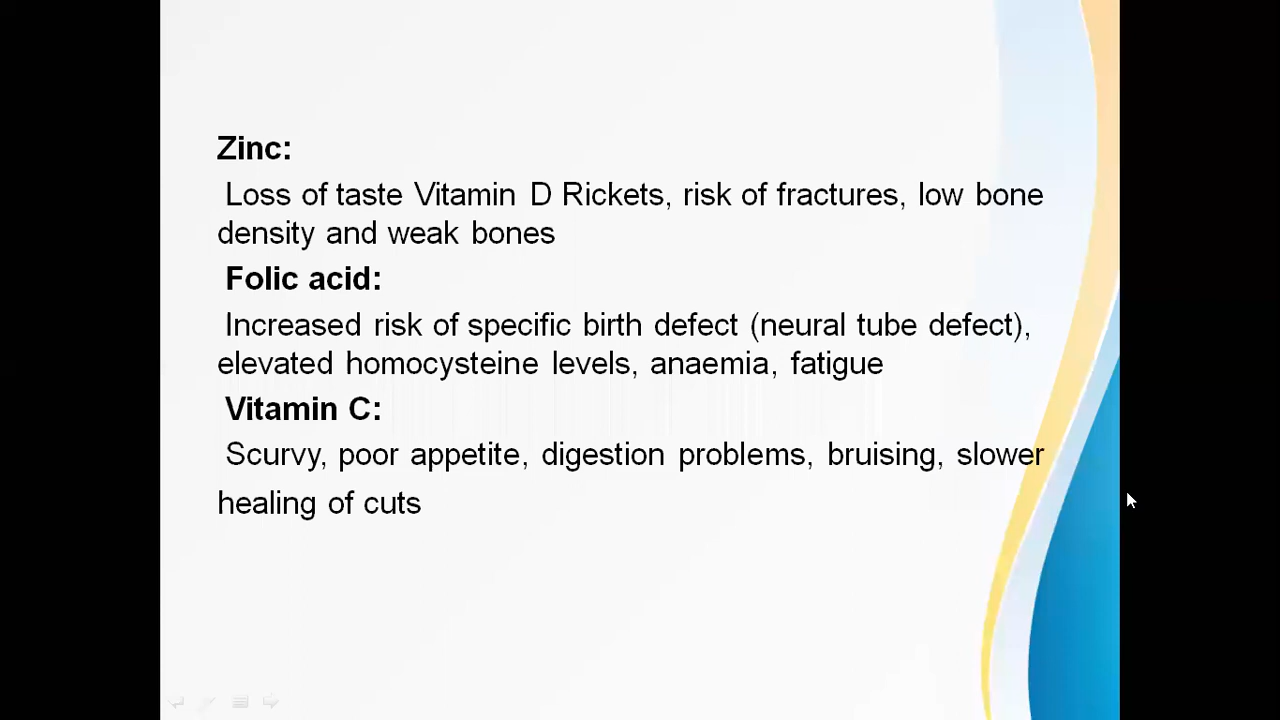 Zinc:
Loss of taste Vitamin D Rickets, risk of fractures, low bone
density and weak bones
Folic acid:
Increased risk of specific birth defect (neural tube defect),
elevated homocysteine levels, anaemia, fatigue
Vitamin C:
Scurvy, poor appetite, digestion problems, bruising, slower
healing of cuts